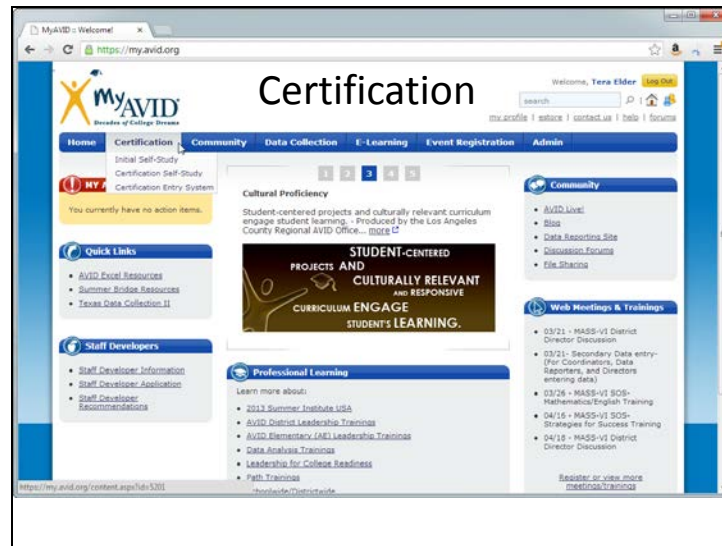 MyAVID :: Welcome!
https://my.avid.org
Certification
MyAVID
Decades of College Dreams
Welcome, Tera Elder
Log Out
search
my profile | estore | contact us | help | forums
Home
Certification
Community
Data Collection
E-Learning
Event Registration
Admin
Initial Self-Study
Certification Self-Study
Certification Entry System
MY A
You currently have no action items.
Quick Links
AVID Excel Resources
Summer Bridge Resources
Texas Data Collection II
Staff Developers
Staff Developer Information
Staff Developer Application
Staff Developer
Recommendations
1 2 3 4 5
Cultural Proficiency
Student-centered projects and culturally relevant curriculum
engage student learning. - Produced by the Los Angeles
County Regional AVID Office... more
STUDENT-CENTERED
PROJECTS AND
CULTURALLY RELEVANT
AND RESPONSIVE
CURRICULUM ENGAGE
STUDENT'S LEARNING.
Professional Learning
Learn more about:
2013 Summer Institute USA
AVID District Leadership Trainings
AVID Elementary (AE) Leadership Trainings
Data Analysis Trainings
Leadership for College Readiness
Path Trainings
hoolwide/Districtwide
Community
AVID Live!
Blog
Data Reporting Site
Discussion Forums
File Sharing
Web Meetings & Trainings
03/21 - MASS-VI District
Director Discussion
03/21- Secondary Data entry-
(For Coordinators, Data
Reporters, and Directors
entering data)
03/26 - MASS-VI SOS-
Mathematics/English Training
04/16 - MASS-VI SOS-
Strategies for Success Training
04/18 - MASS-VI District
Director Discussion
Register or view more
meetings/trainings
https://my.avid.org/content.aspx?id=5201